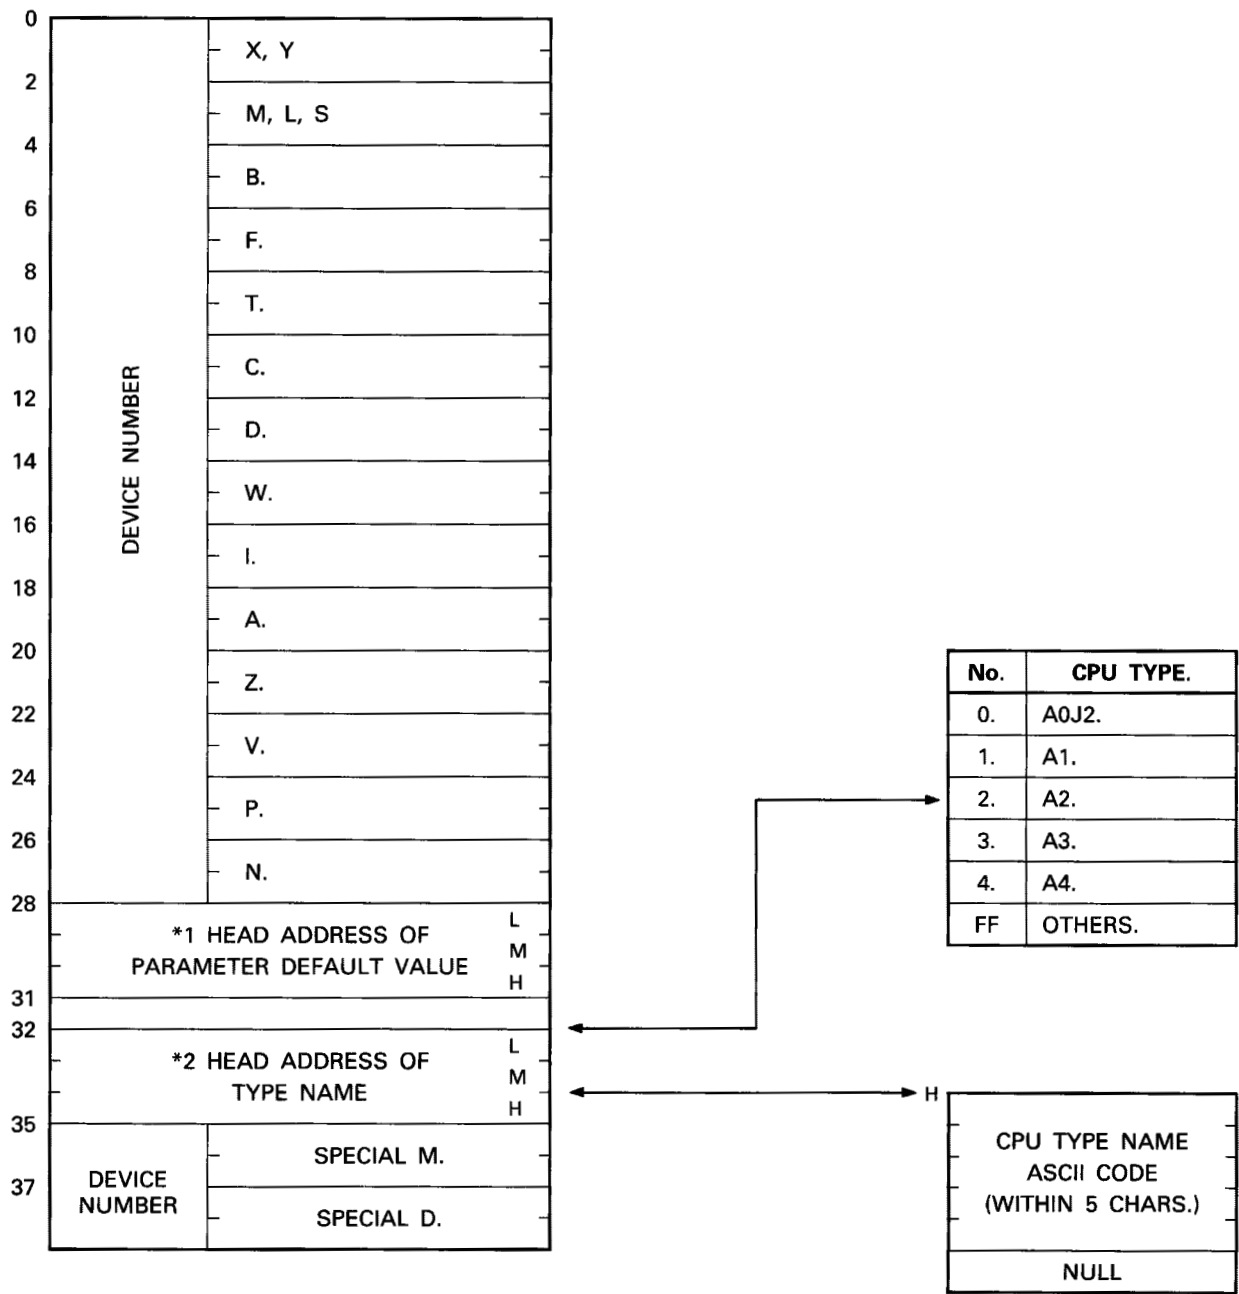 0
X, Y
2
M, L, S
4
B.
6
F.
8
T.
10
C.
12
D.
14
W.
16
I.
18
A.
20
Z.
22
V.
24
P.
26
N.
28
DEVICE NUMBER
*1 HEAD ADDRESS OF
PARAMETER DEFAULT VALUE
L
M
H
31
32
*2 HEAD ADDRESS OF
TYPE NAME
L
M
H
35
DEVICE
NUMBER
SPECIAL M.
37
SPECIAL D.
No. CPU TYPE.
0. A0J2.
1. A1.
2. A2.
3. A3.
4. A4.
FF OTHERS.
H
CPU TYPE NAME
ASCII CODE
(WITHIN 5 CHARS.)
NULL